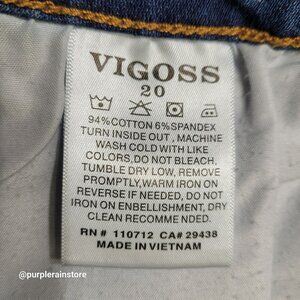 VIGOSS
20
94%COTTON 6%SPANDEX
TURN INSIDE OUT, MACHINE
WASH COLD WITH LIKE
COLORS, DO NOT BLEACH,
TUMBLE DRY LOW, REMOVE
PROMPTLY,WARM IRON ON
REVERSE IF NEEDED, DO NOT
IRON ON EMBELLISHMENT, DRY
CLEAN RECOMME NDED.
RN # 110712 CA# 29438
MADE IN VIETNAM
@purplerainstore